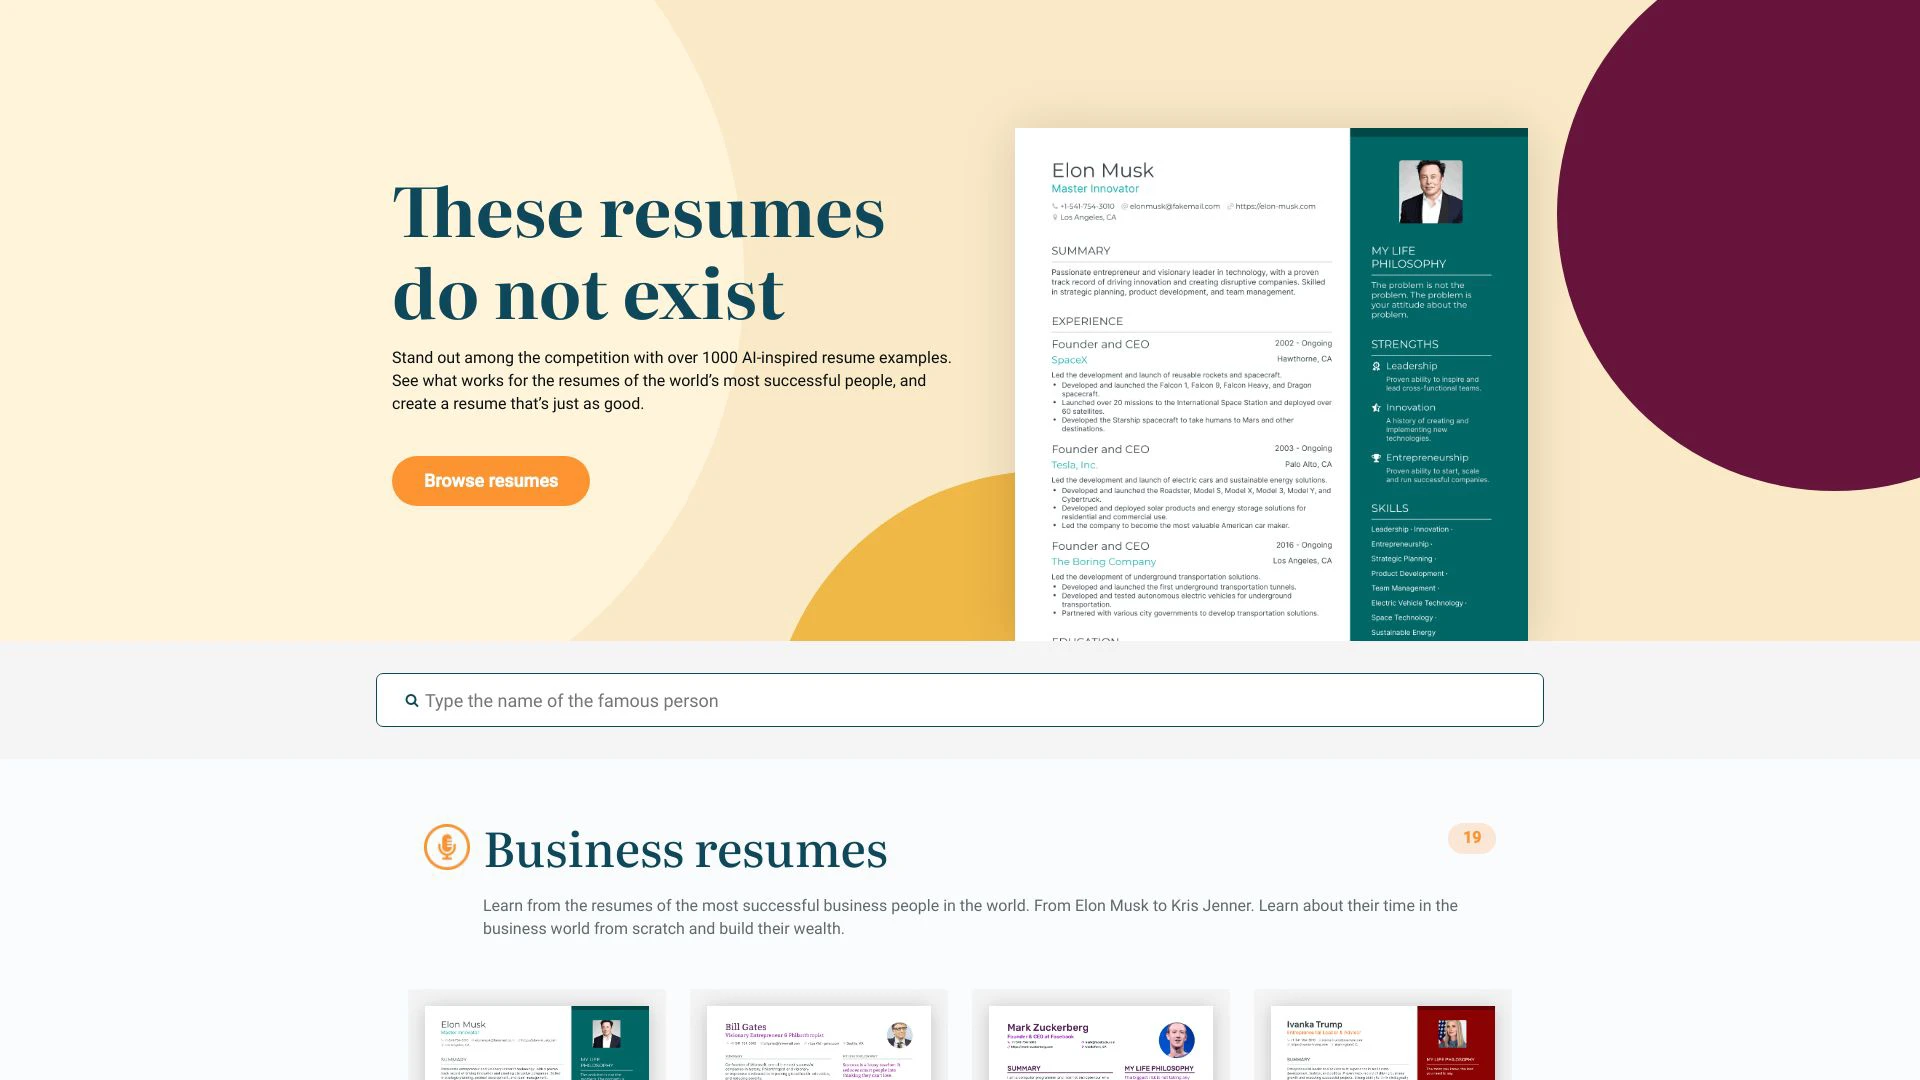 These resumes
do not exist
Stand out among the competition with over 1000 AI-inspired resume examples.
See what works for the resumes of the world's most successful people, and
create a resume that's just as good.
Browse resumes
Elon Musk
Master Innovator
+1-541-754-3010 elonmusk@fakemail.com https://elon-musk.com
Los Angeles, CA
SUMMARY
Passionate entrepreneur and visionary leader in technology, with a proven
track record of driving innovation and creating disruptive companies. Skilled
in strategic planning, product development, and team management.
EXPERIENCE
Founder and CEO 2002 - Ongoing
SpaceX Hawthorne, CA
Led the development and launch of reusable rockets and spacecraft.
• Developed and launched the Falcon 1, Falcon 9, Falcon Heavy, and Dragon
spacecraft.
• Launched over 20 missions to the International Space Station and deployed over
60 satellites.
• Developed the Starship spacecraft to take humans to Mars and other
destinations.
Founder and CEO 2003 - Ongoing
Tesla, Inc. Palo Alto, CA
Led the development and launch of electric cars and sustainable energy solutions.
• Developed and launched the Roadster, Model S, Model X, Model 3, Model Y, and
Cybertruck.
• Developed and deployed solar products and energy storage solutions for
residential and commercial use.
• Led the company to become the most valuable American car maker.
Founder and CEO 2016 - Ongoing
The Boring Company Los Angeles, CA
Led the development of underground transportation solutions.
• Developed and launched the first underground transportation tunnels.
• Developed and tested autonomous electric vehicles for underground
transportation.
• Partnered with various city governments to develop transportation solutions.
EDUCATION
MY LIFE
PHILOSOPHY
The problem is not the
problem. The problem is
your attitude about the
problem.
STRENGTHS
Leadership
Proven ability to inspire and
lead cross-functional teams.
Innovation
A history of creating and
implementing new
technologies.
Entrepreneurship
Proven ability to start, scale
and run successful companies.
SKILLS
Leadership · Innovation ·
Entrepreneurship ·
Strategic Planning ·
Product Development ·
Team Management ·
Electric Vehicle Technology ·
Space Technology ·
Sustainable Energy
Type the name of the famous person
Business resumes
19
Learn from the resumes of the most successful business people in the world. From Elon Musk to Kris Jenner. Learn about their time in the
business world from scratch and build their wealth.
Elon Musk
Master Innovator
SUMMARY
MY LIFE
PHILOSOPHY
Bill Gates
Visionary Entrepreneur & Philanthropist
Mark Zuckerberg
Founder & CEO at Facebook
SUMMARY
MY LIFE PHILOSOPHY
Ivanka Trump
Entrepreneurial Leader & Advisor
SUMMARY
MY LIFE PHILOSOPHY